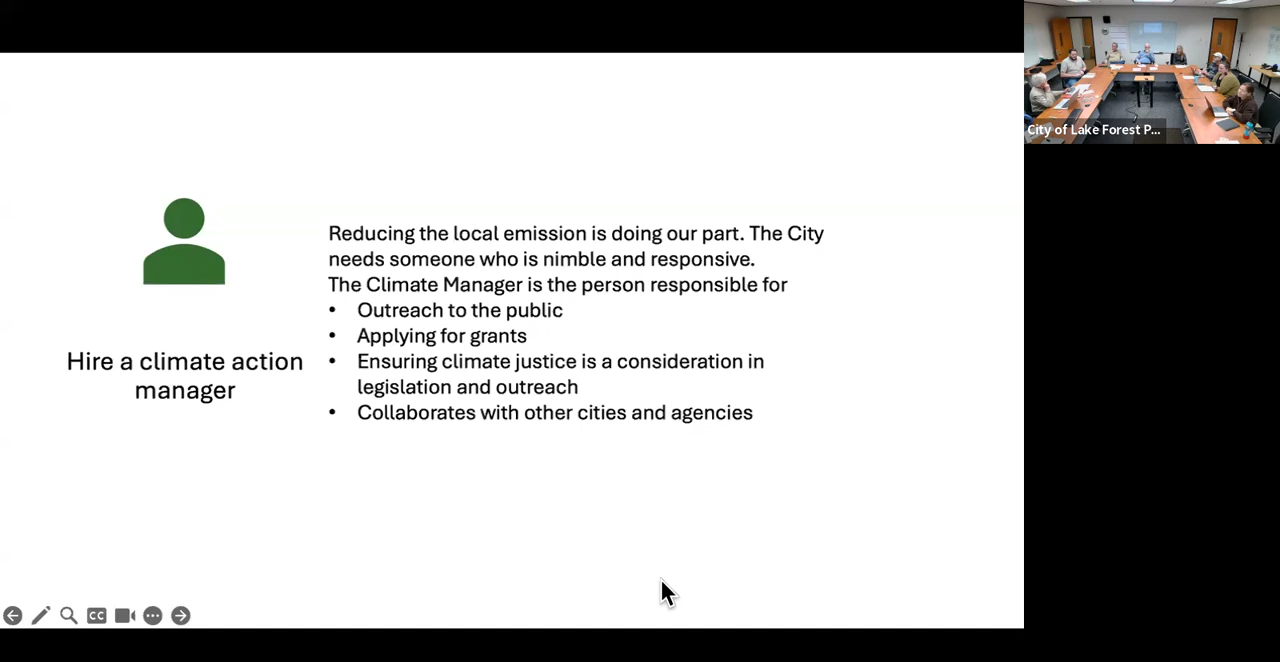 City of Lake Forest P...
Reducing the local emission is doing our part. The City
needs someone who is nimble and responsive.
The Climate Manager is the person responsible for
• Outreach to the public
• Applying for grants
• Ensuring climate justice is a consideration in
legislation and outreach
• Collaborates with other cities and agencies
Hire a climate action
manager
CC